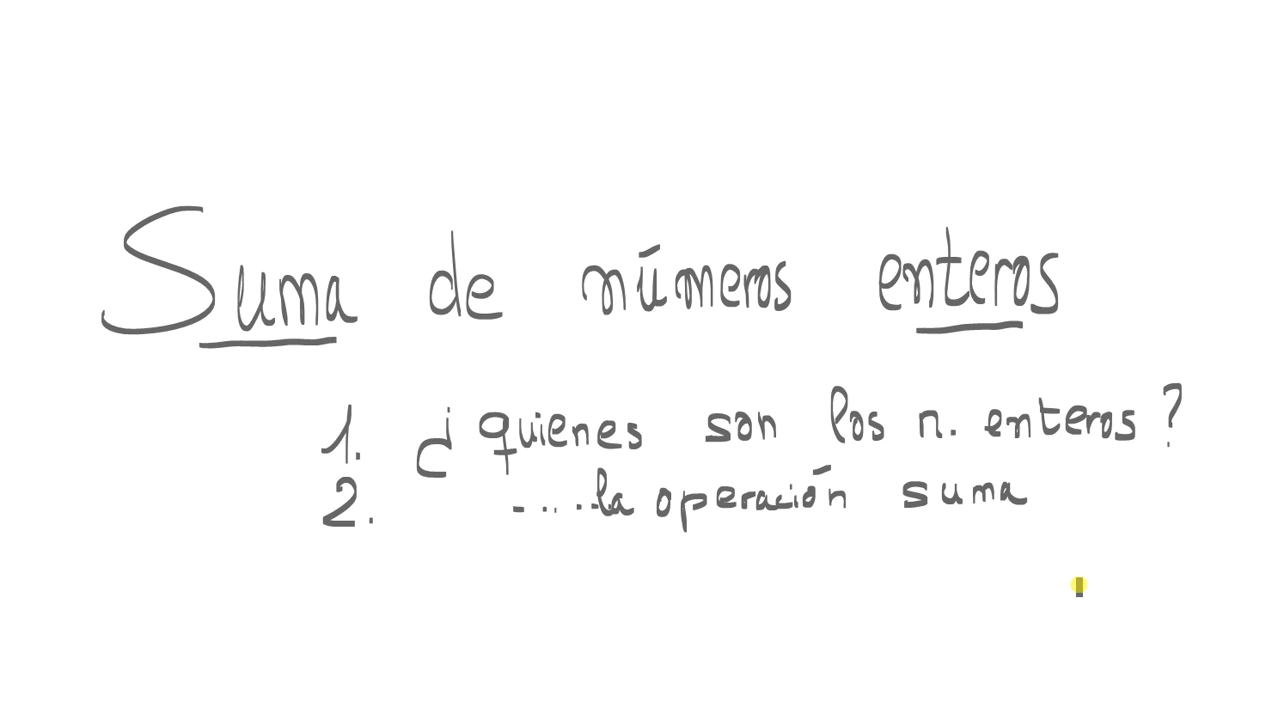 Suma de números enteros
1. ¿quienes son los n. enteros?
2. .....la operación suma